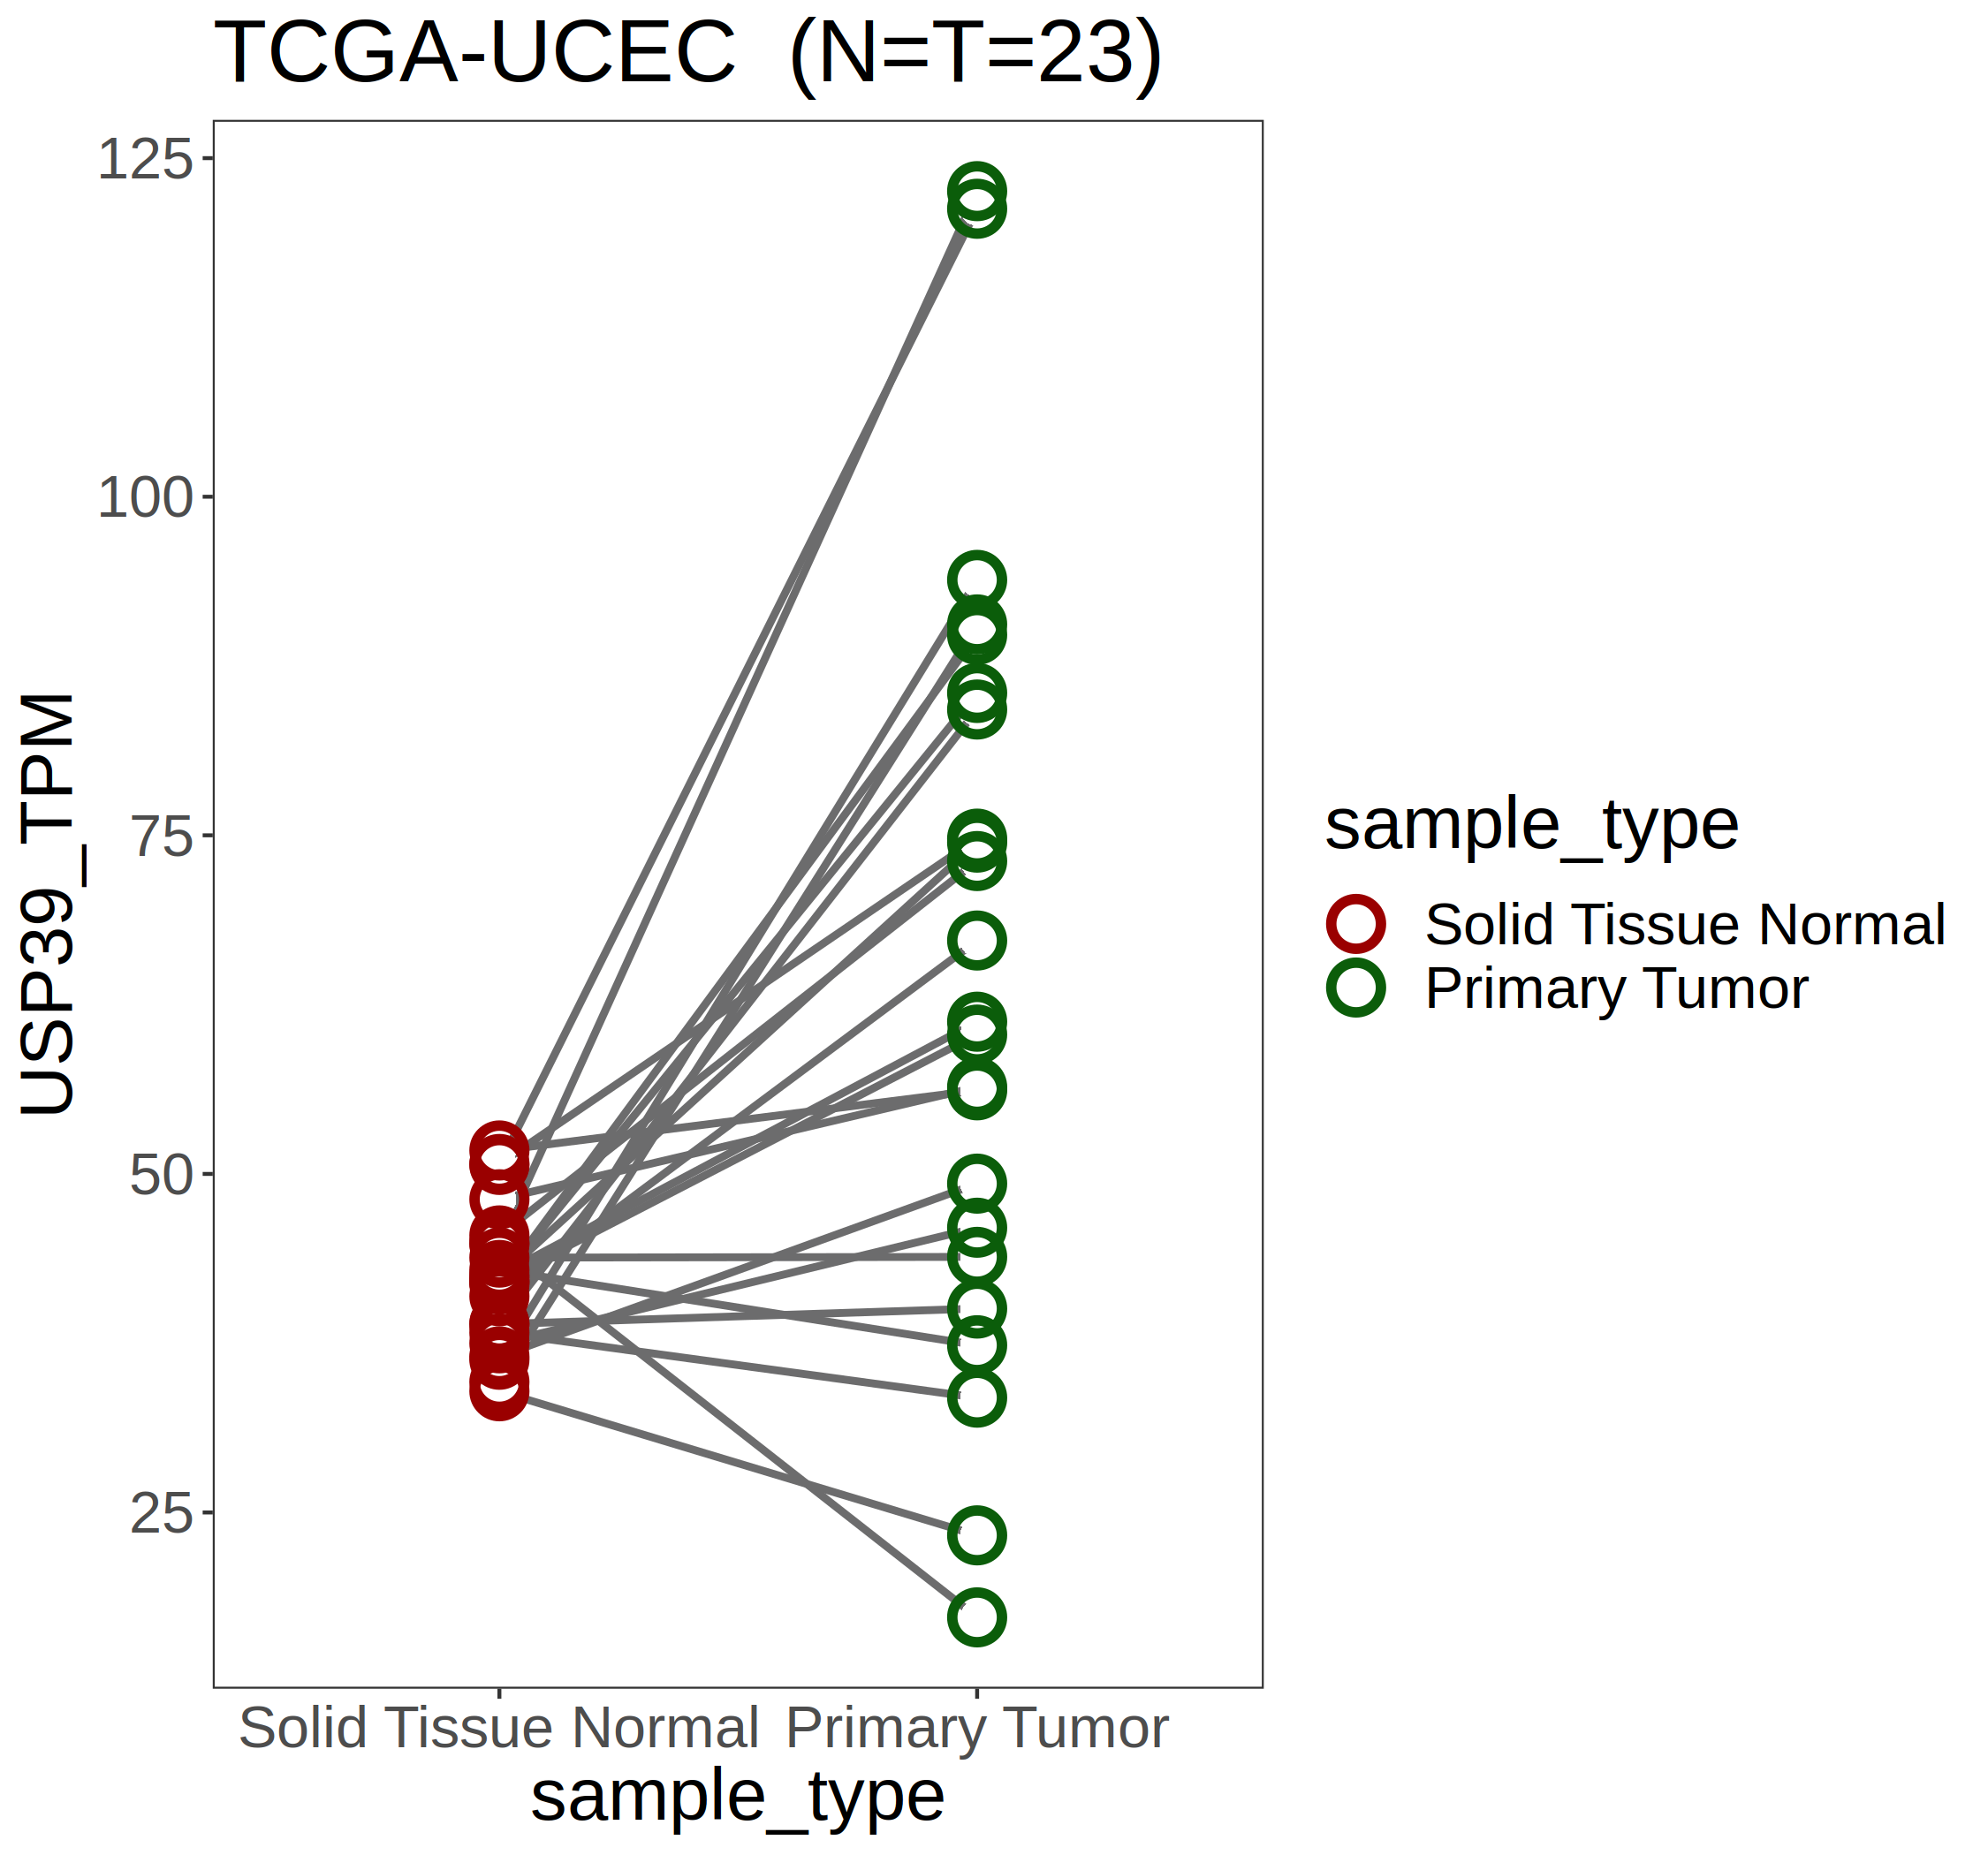 TCGA-UCEC  (N=T=23)
USP39_TPM
125
100
75
50
25
Solid Tissue Normal
Primary Tumor
sample_type
sample_type
Solid Tissue Normal
Primary Tumor